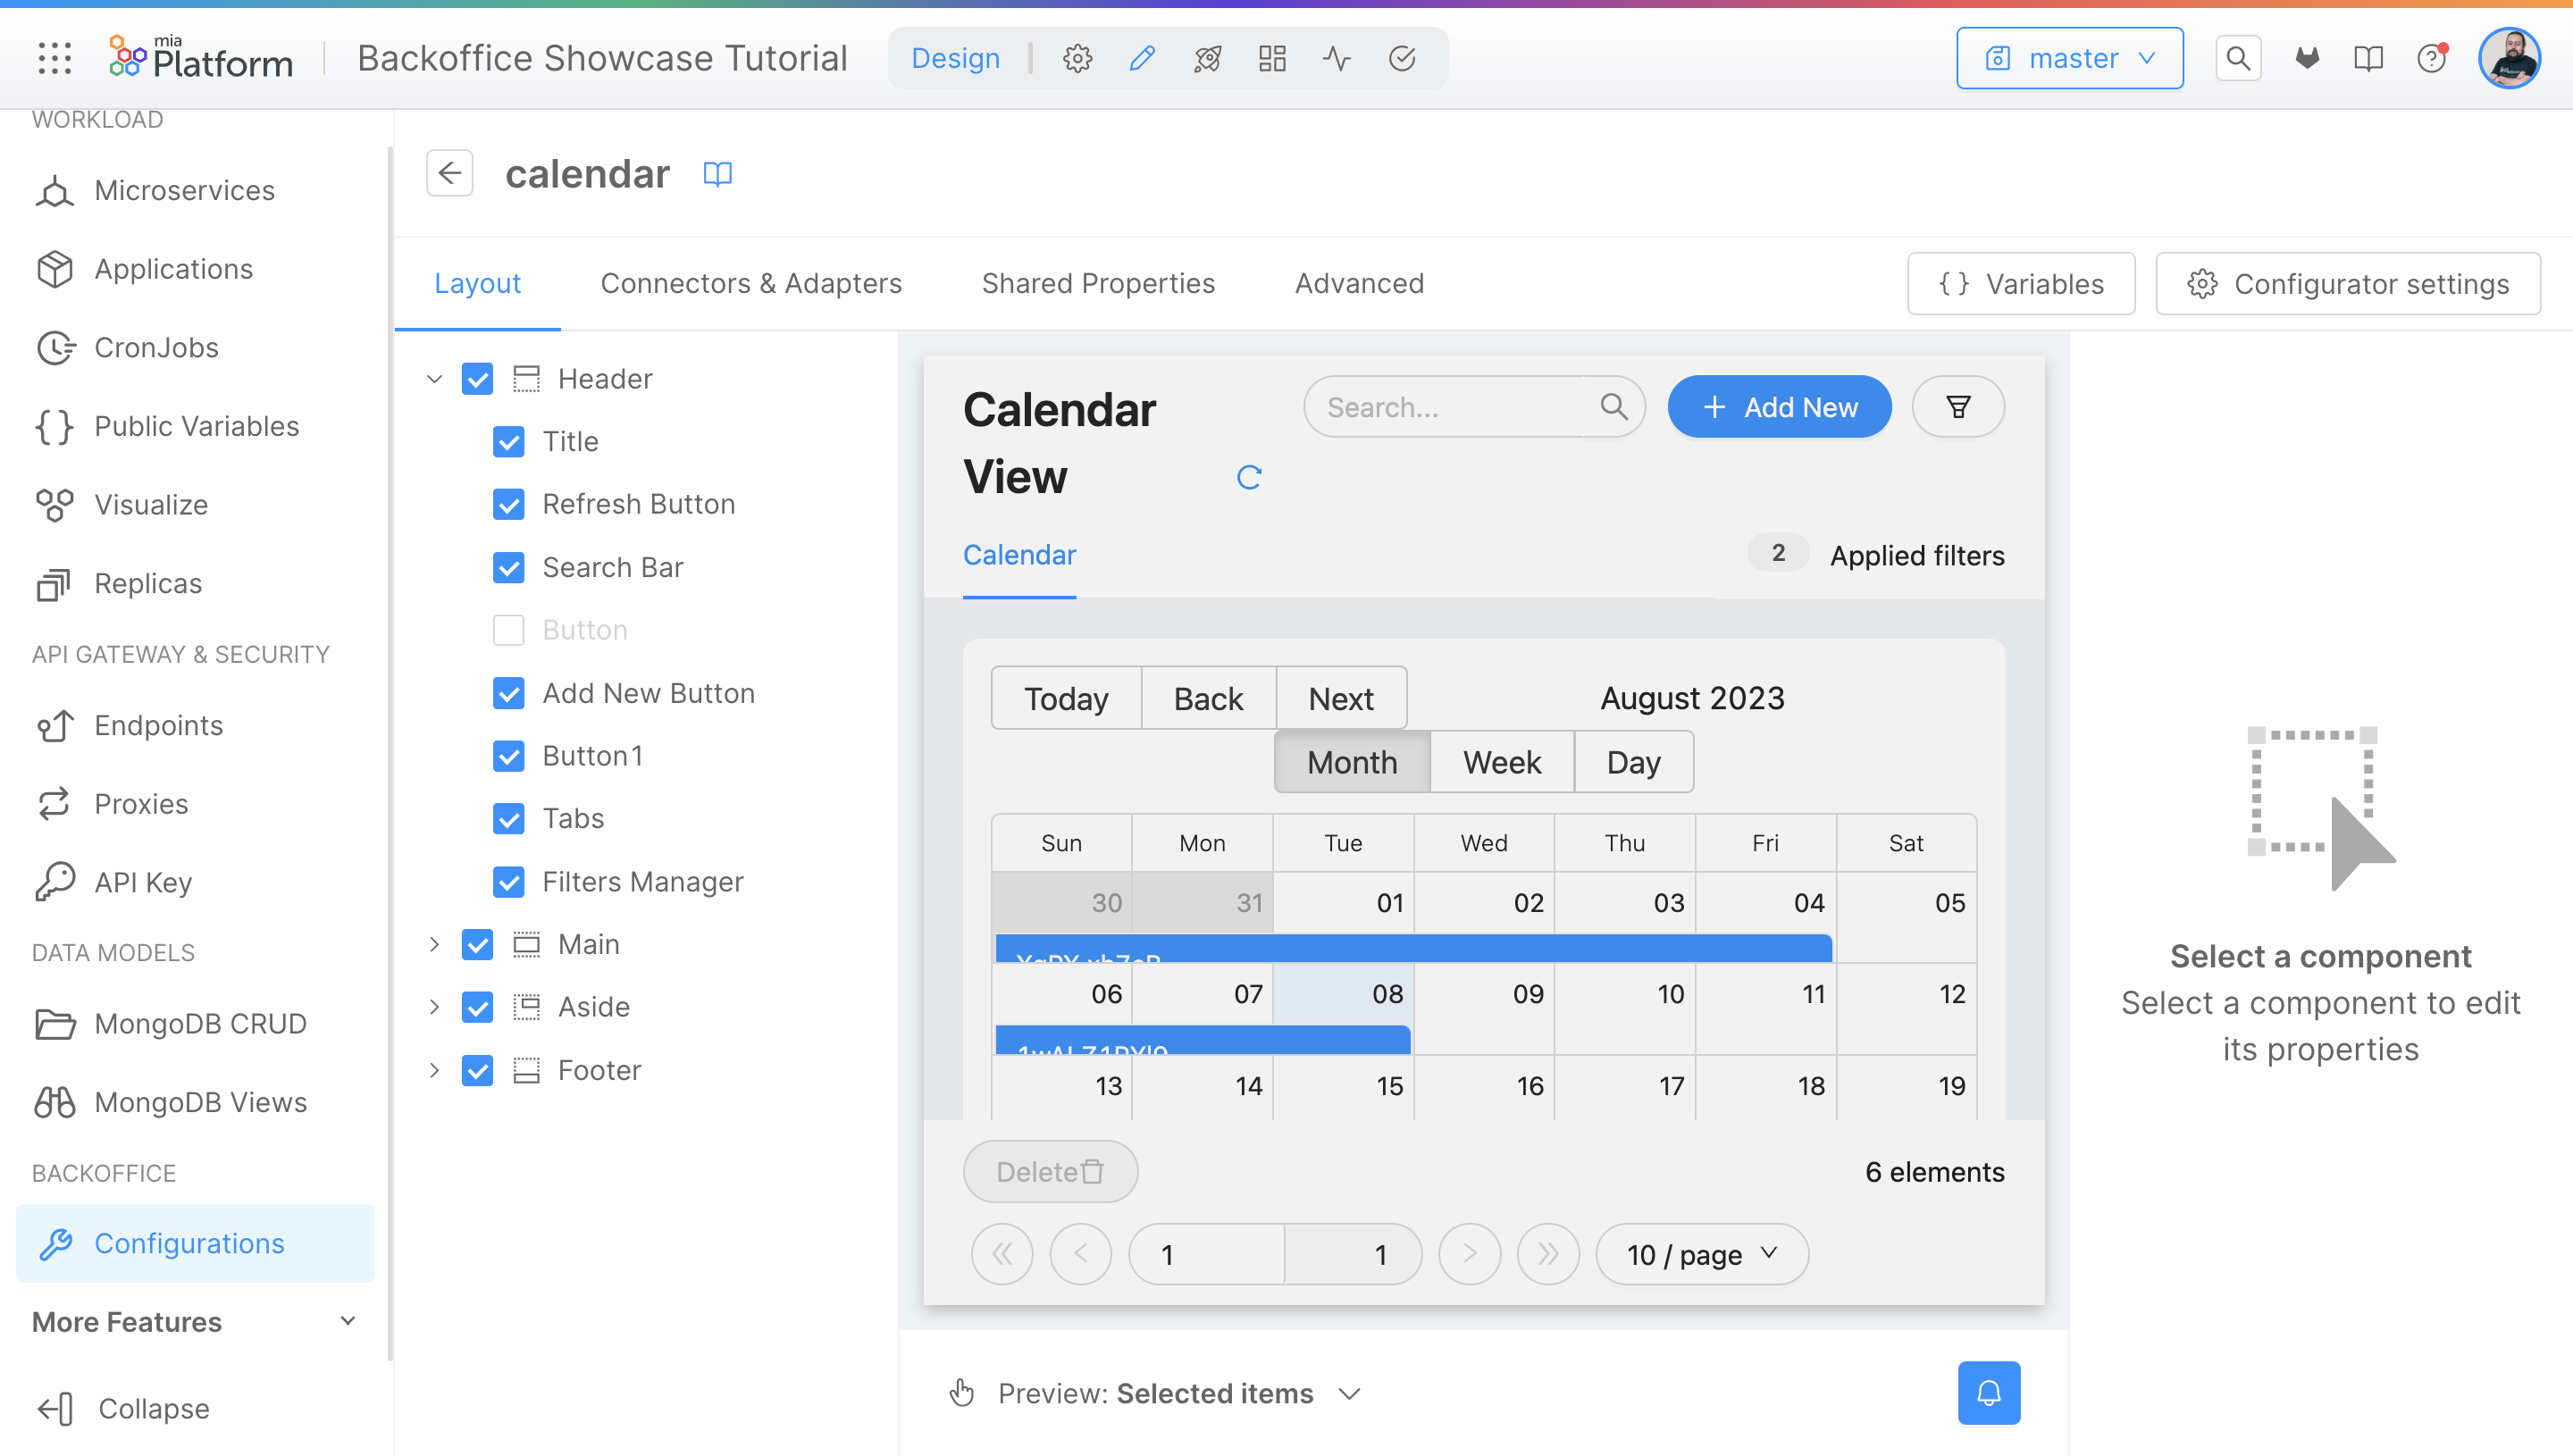 mia
Platform
Backoffice Showcase Tutorial
Design
master
WORKLOAD
Microservices
Applications
CronJobs
Public Variables
Visualize
Replicas
API GATEWAY & SECURITY
Endpoints
Proxies
API Key
DATA MODELS
MongoDB CRUD
MongoDB Views
BACKOFFICE
Configurations
More Features
Collapse
calendar
Layout
Connectors & Adapters
Shared Properties
Advanced
{ } Variables
Configurator settings
Header
Title
Refresh Button
Search Bar
Button
Add New Button
Button1
Tabs
Filters Manager
Main
Aside
Footer
Calendar
View
Search...
+ Add New
Calendar
2 Applied filters
Today Back Next
August 2023
Month Week Day
Sun Mon Tue Wed Thu Fri Sat
30 31 01 02 03 04 05
06 07 08 09 10 11 12
13 14 15 16 17 18 19
Delete
6 elements
1 1
10 / page
Preview: Selected items
Select a component
Select a component to edit
its properties